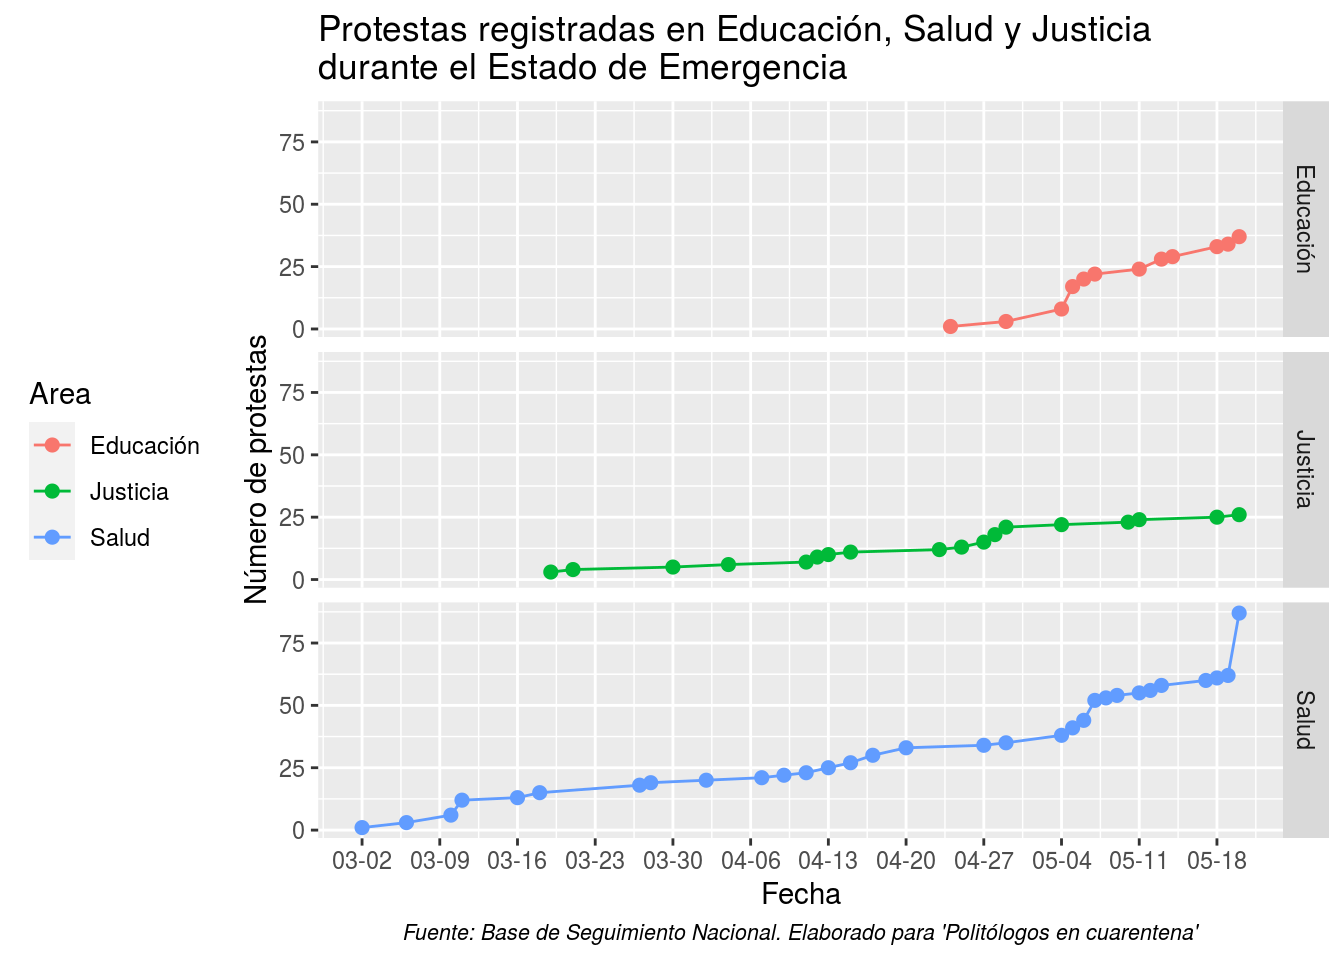 Protestas registradas en Educación, Salud y Justicia
durante el Estado de Emergencia
Area
Educación
Justicia
Salud
Número de protestas
75
50
25
0
Educación
75
50
25
0
Justicia
75
50
25
0
Salud
03-02 03-09 03-16 03-23 03-30 04-06 04-13 04-20 04-27 05-04 05-11 05-18
Fecha
Fuente: Base de Seguimiento Nacional. Elaborado para 'Politólogos en cuarentena'